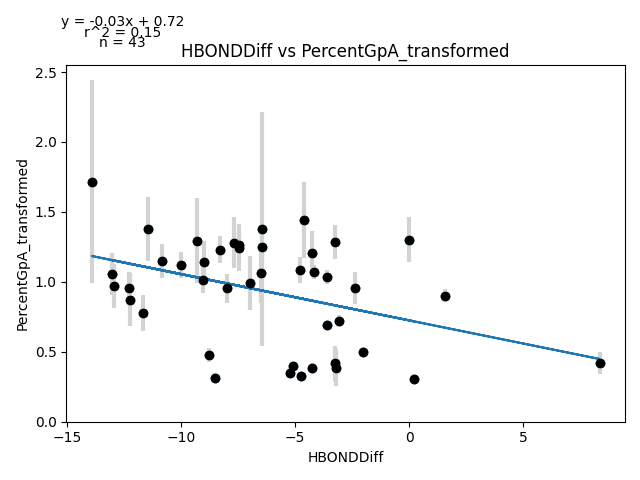 y = -0.03x + 0.72
r^2 = 0.15
n = 43
HBONDDiff vs PercentGpA_transformed
PercentGpA_transformed
2.5
2.0
1.5
1.0
0.5
0.0
−15
−10
−5
0
5
HBONDDiff